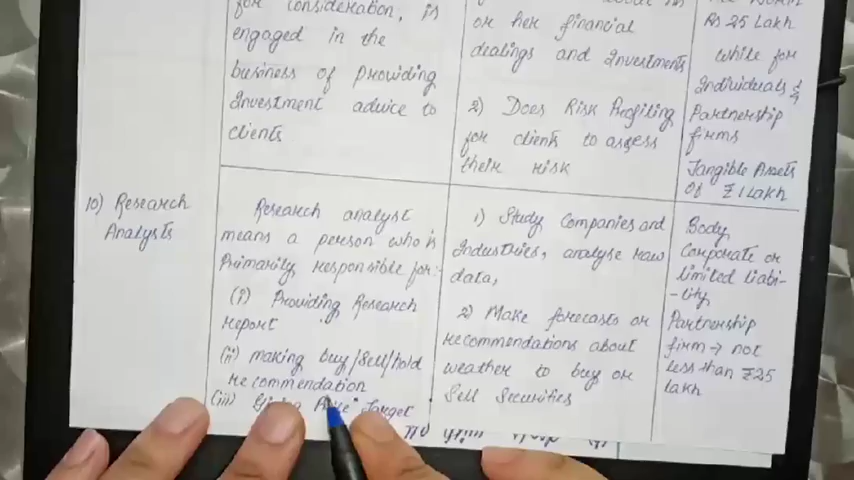 for consideration, is
engaged in the
business of providing
Investment advice to
clients
or her financial
dealings and Investments
2) Does Risk Profiling
for clients to assess
their risk
Rs 25 Lakh
while for
Individuals &
Partnership
firms
Tangible Assets
of ₹ 1 Lakh
10) Research
Analysts
Research analyst
means a person who is
Primarily responsible for:-
(i) Providing Research
report
(ii) making buy/sell/hold
recommendation
(iii) Giving Price Target
1) Study Companies and
Industries, analyse raw
data,
2) Make forecasts or
recommendations about
weather to buy or
Sell Securities
Body
Corporate or
limited liabi-
-lity
Partnership
firm → not
less than ₹25
lakh